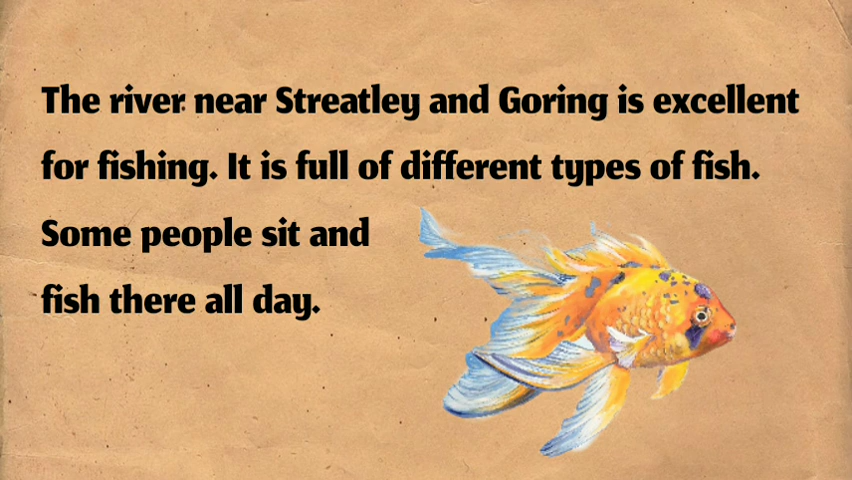 The river near Streatley and Goring is excellent
for fishing. It is full of different types of fish.
Some people sit and
fish there all day.